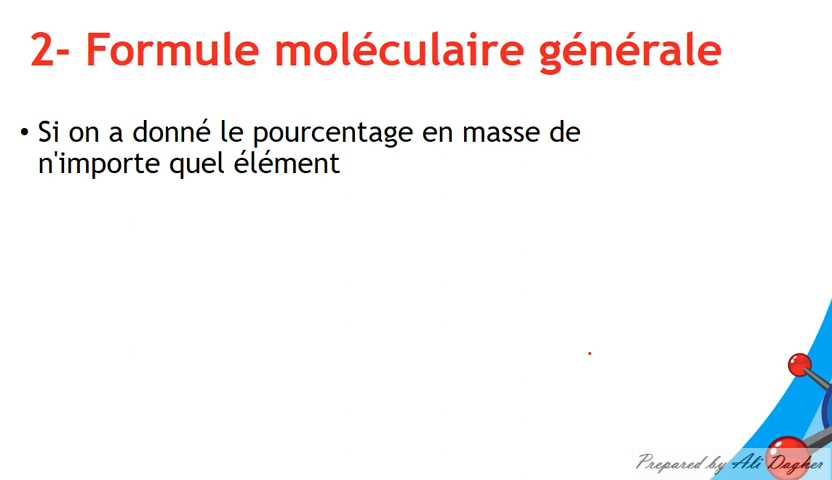 2- Formule moléculaire générale
• Si on a donné le pourcentage en masse de
n'importe quel élément
Prepared by Ali Dagher